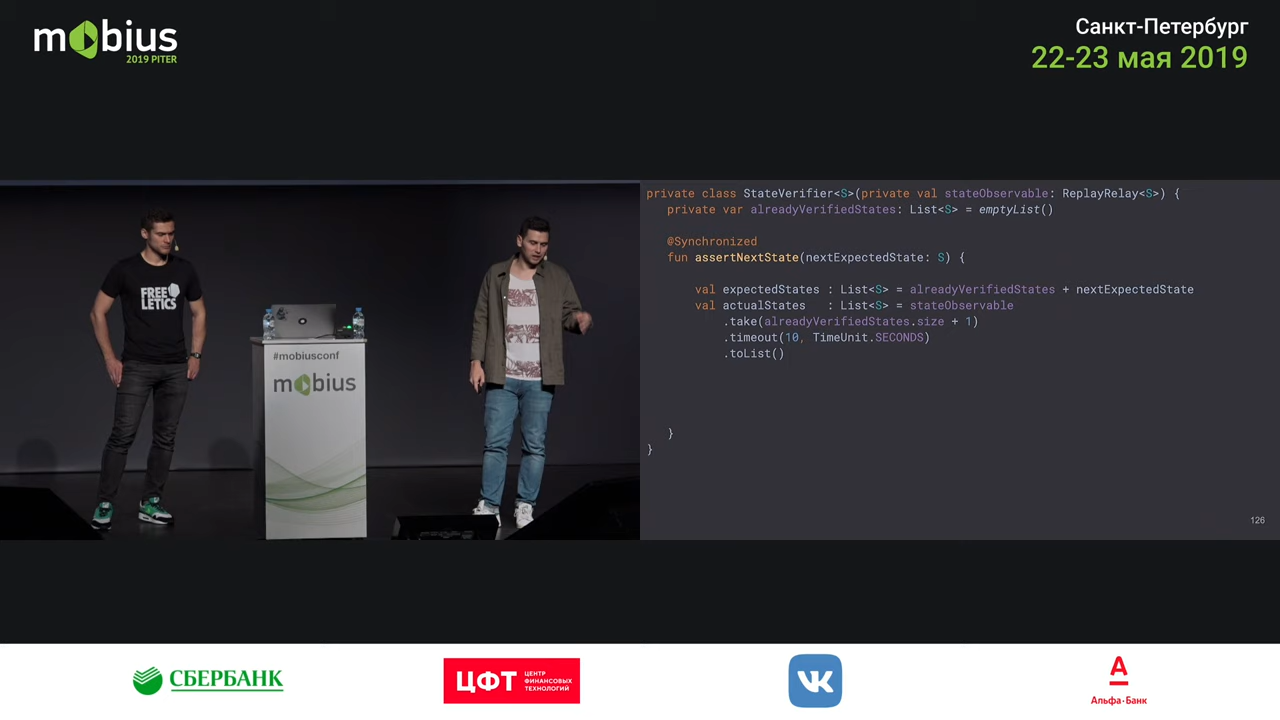 mobius
2019 PITER
Санкт-Петербург
22-23 мая 2019
FREE
LETICS
#mobiusconf
mobius
private class StateVerifier<S>(private val stateObservable: ReplayRelay<S>) {
private var alreadyVerifiedStates: List<S> = emptyList()
@Synchronized
fun assertNextState(nextExpectedState: S) {
val expectedStates : List<S> = alreadyVerifiedStates + nextExpectedState
val actualStates : List<S> = stateObservable
.take(alreadyVerifiedStates.size + 1)
.timeout(10, TimeUnit.SECONDS)
.toList()
}
}
126
СБЕРБАНК
ЦФТ
ЦЕНТР
ФИНАНСОВЫХ
ТЕХНОЛОГИЙ
VK
А
Альфа·Банк